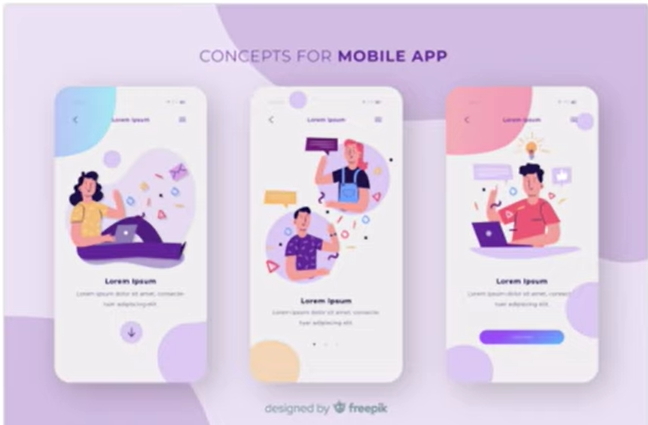 CONCEPTS FOR MOBILE APP
Lorem Ipsum
Lorem Ipsum
Lorem ipsum dolor sit amet, consecte
tuer adipiscing elit.
Lorem Ipsum
Lorem Ipsum
Lorem ipsum dolor sit amet, consecte
tuer adipiscing elit.
Lorem Ipsum
Lorem Ipsum
Lorem ipsum dolor sit amet, consecte
tuer adipiscing elit.
designed by freepik